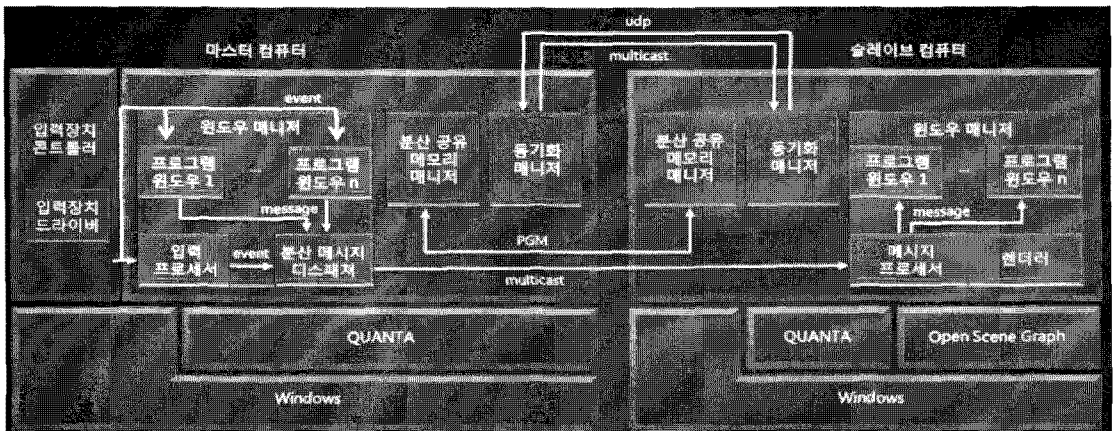 udp
마스터 컴퓨터
multicast
슬레이브 컴퓨터
event
입력장치
콘트롤러
윈도우 매니저
프로그램
윈도우 1
...
프로그램
윈도우 n
분산 공유
메모리
매니저
동기화
매니저
분산 공유
메모리
매니저
동기화
매니저
윈도우 매니저
프로그램
윈도우 1
...
프로그램
윈도우 n
입력장치
드라이버
message
message
입력
프로세서
event
분산 메시지
디스패쳐
PGM
multicast
메시지
프로세서
렌더러
QUANTA
QUANTA
Open Scene Graph
Windows
Windows